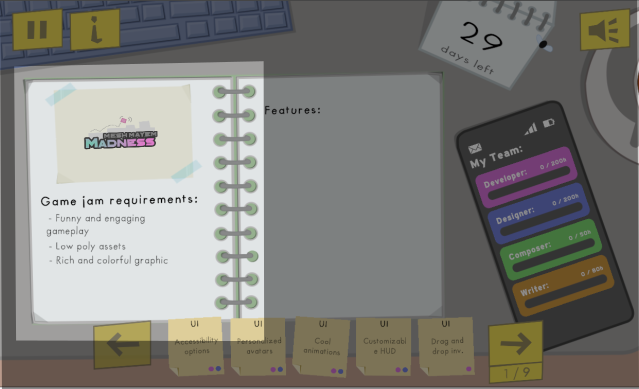 29
days left
MESH MAYEM
MADNESS
Features:
Game jam requirements:
- Funny and engaging
gameplay
- Low poly assets
- Rich and colorful graphic
My Team:
Developer: 0 / 200h
Designer: 0 / 200h
Composer: 0 / 50h
Writer: 0 / 60h
UI
Accessibility
options
UI
Personalized
avatars
UI
Cool
animations
UI
Customizabl
e HUD
UI
Drag and
drop inv.
1 / 9